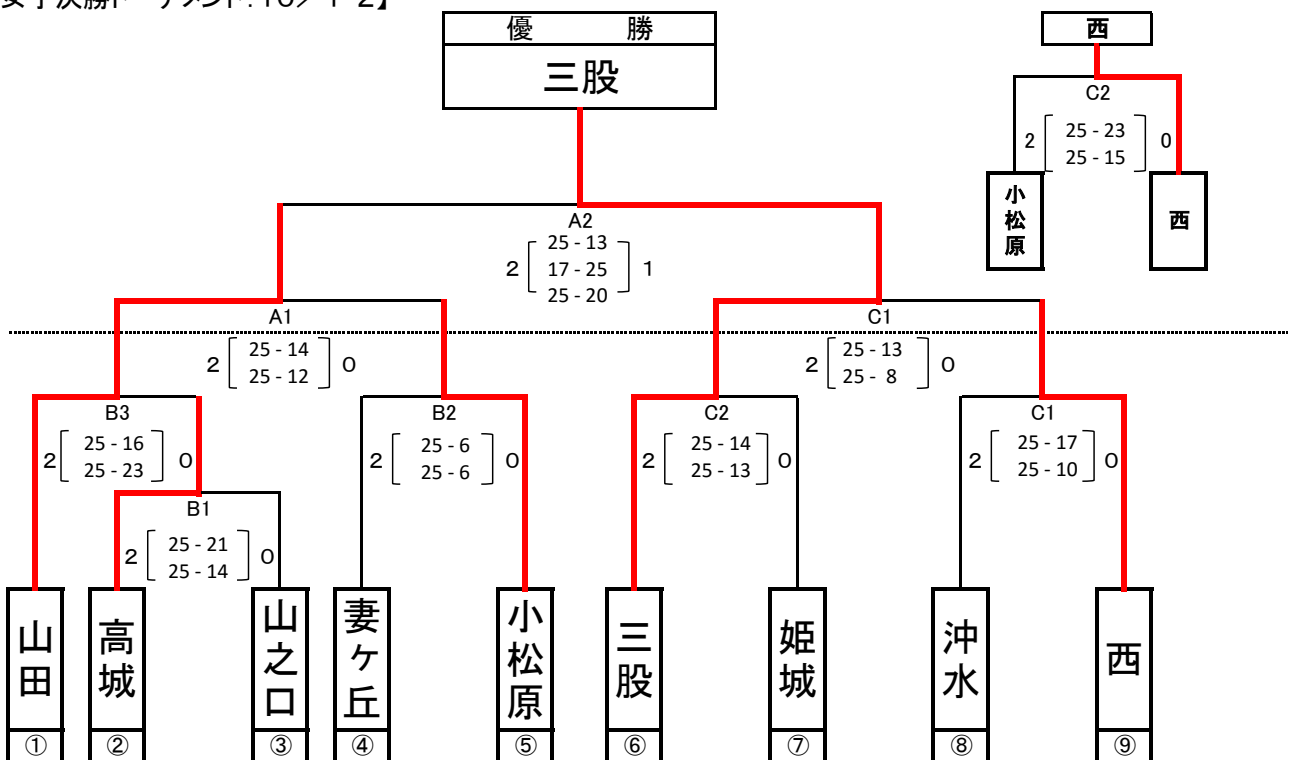 優 勝
三股
西
C2
2 25 - 23 0
25 - 15
小松原
西
A2
25 - 13
2 17 - 25 1
25 - 20
A1
C1
2 25 - 14 0
25 - 12
2 25 - 13 0
25 - 8
B3
B2
C2
C1
2 25 - 16 0
25 - 23
2 25 - 6 0
25 - 6
2 25 - 14 0
25 - 13
2 25 - 17 0
25 - 10
B1
2 25 - 21 0
25 - 14
山田
高城
山之口
妻ヶ丘
小松原
三股
姫城
沖水
西
① ② ③ ④ ⑤ ⑥ ⑦ ⑧ ⑨